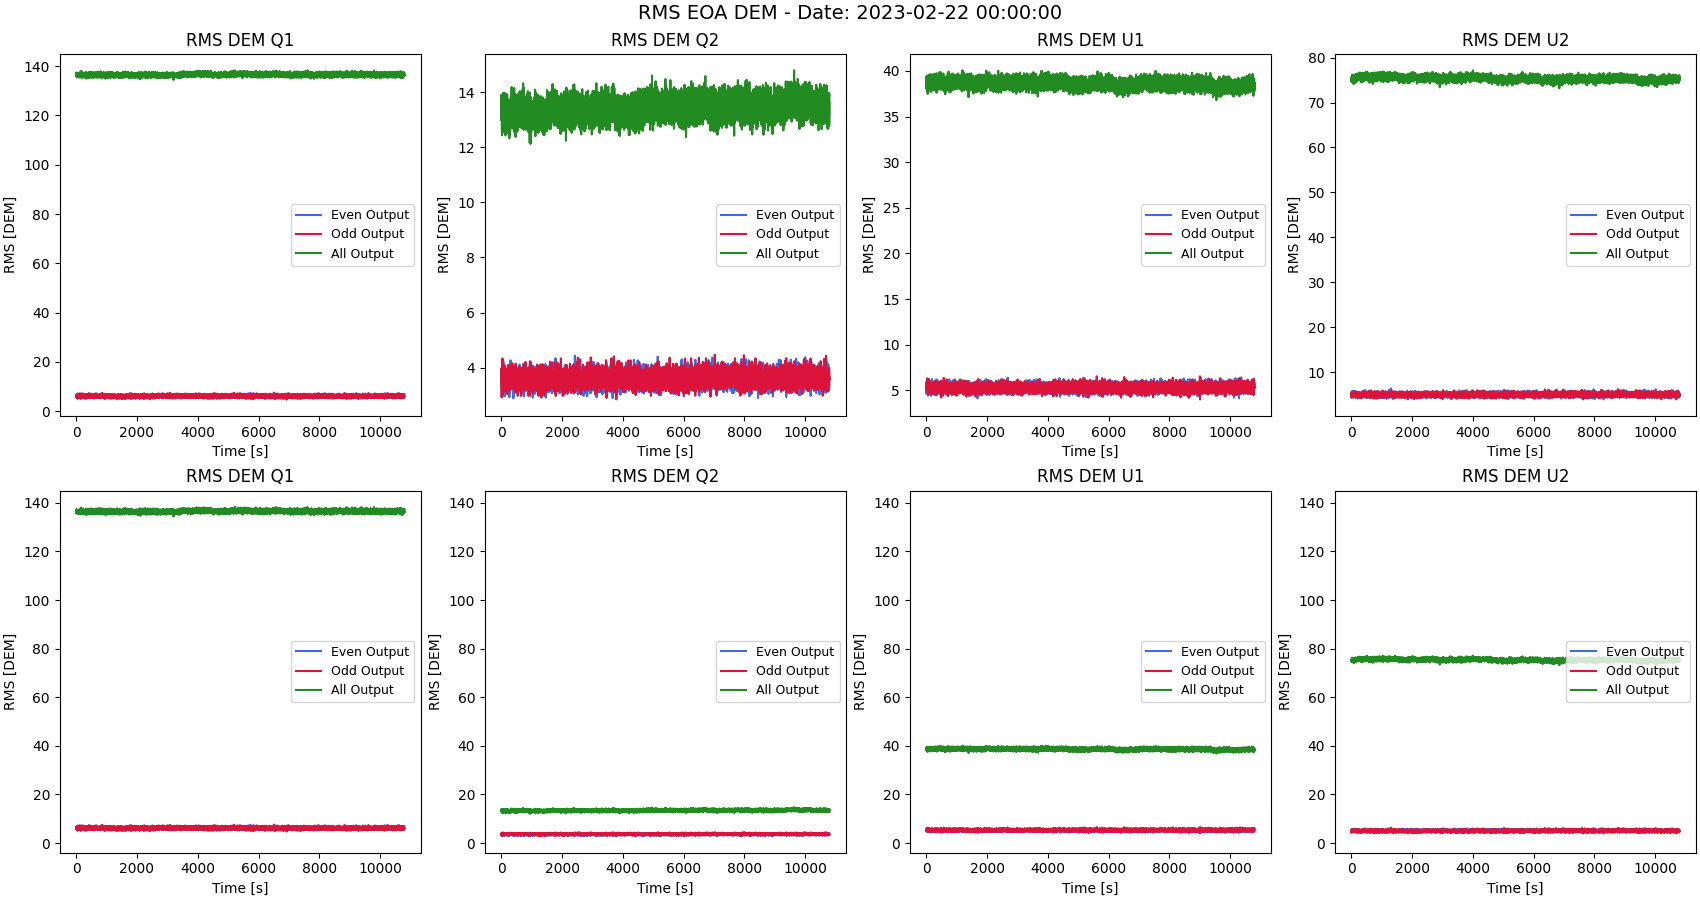 RMS EOA DEM - Date: 2023-02-22 00:00:00
RMS DEM Q1
RMS [DEM]
140
120
100
80
60
40
20
0
Even Output
Odd Output
All Output
0 2000 4000 6000 8000 10000
Time [s]
RMS DEM Q2
RMS [DEM]
14
12
10
8
6
4
Even Output
Odd Output
All Output
0 2000 4000 6000 8000 10000
Time [s]
RMS DEM U1
RMS [DEM]
40
35
30
25
20
15
10
5
Even Output
Odd Output
All Output
0 2000 4000 6000 8000 10000
Time [s]
RMS DEM U2
RMS [DEM]
80
70
60
50
40
30
20
10
Even Output
Odd Output
All Output
0 2000 4000 6000 8000 10000
Time [s]
RMS DEM Q1
RMS [DEM]
140
120
100
80
60
40
20
0
Even Output
Odd Output
All Output
0 2000 4000 6000 8000 10000
Time [s]
RMS DEM Q2
RMS [DEM]
140
120
100
80
60
40
20
0
Even Output
Odd Output
All Output
0 2000 4000 6000 8000 10000
Time [s]
RMS DEM U1
RMS [DEM]
140
120
100
80
60
40
20
0
Even Output
Odd Output
All Output
0 2000 4000 6000 8000 10000
Time [s]
RMS DEM U2
RMS [DEM]
140
120
100
80
60
40
20
0
Even Output
Odd Output
All Output
0 2000 4000 6000 8000 10000
Time [s]